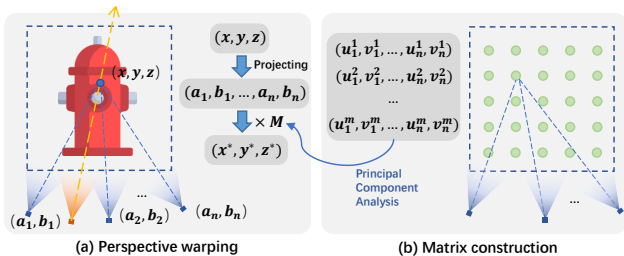 (x, y, z)
(x, y, z)
Projecting
(a₁, b₁, …, aₙ, bₙ)
× M
(x*, y*, z*)
(a₁, b₁)
...
(a₂, b₂)
(aₙ, bₙ)
(a) Perspective warping
(u₁¹, v₁¹, …, uₙ¹, vₙ¹)
(u₁², v₁², …, uₙ², vₙ²)
...
(u₁ᵐ, v₁ᵐ, …, uₙᵐ, vₙᵐ)
Principal
Component
Analysis
...
(b) Matrix construction